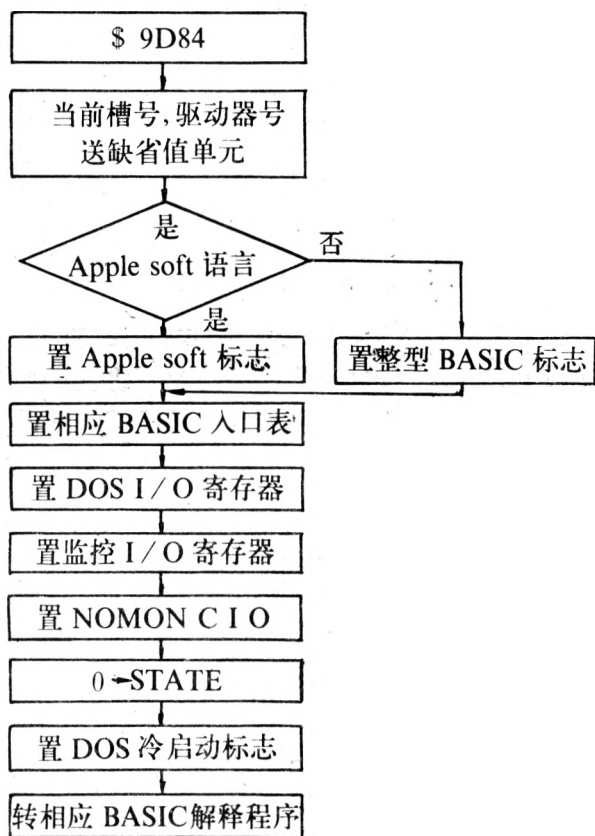 $ 9D84
当前槽号,驱动器号
送缺省值单元
是
Apple soft 语言
否
是
置 Apple soft 标志
置整型 BASIC 标志
置相应 BASIC 入口表
置 DOS I / O 寄存器
置监控 I / O 寄存器
置 NOMON C I O
0→STATE
置 DOS 冷启动标志
转相应 BASIC解释程序